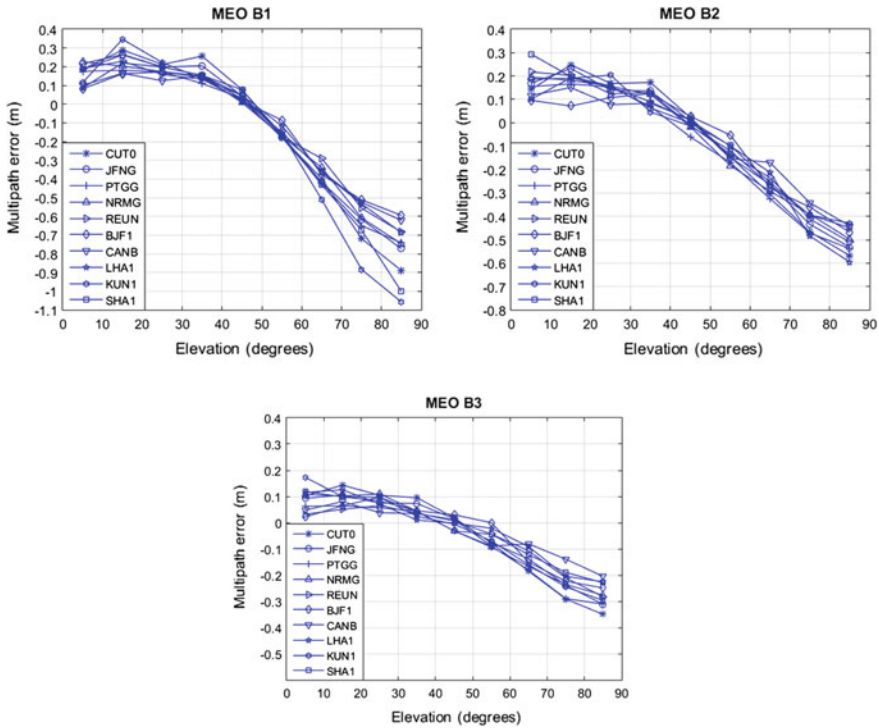 MEO B1
0.4
0.3
0.2
0.1
0
-0.1
-0.2
-0.3
-0.4
-0.5
-0.6
-0.7
-0.8
-0.9
-1
-1.1
Multipath error (m)
CUT0
JFNG
PTGG
NRMG
REUN
BJF1
CANB
LHA1
KUN1
SHA1
0 10 20 30 40 50 60 70 80 90
Elevation (degrees)
MEO B2
0.4
0.3
0.2
0.1
0
-0.1
-0.2
-0.3
-0.4
-0.5
-0.6
-0.7
-0.8
Multipath error (m)
CUT0
JFNG
PTGG
NRMG
REUN
BJF1
CANB
LHA1
KUN1
SHA1
0 10 20 30 40 50 60 70 80 90
Elevation (degrees)
MEO B3
0.4
0.3
0.2
0.1
0
-0.1
-0.2
-0.3
-0.4
-0.5
Multipath error (m)
CUT0
JFNG
PTGG
NRMG
REUN
BJF1
CANB
LHA1
KUN1
SHA1
0 10 20 30 40 50 60 70 80 90
Elevation (degrees)